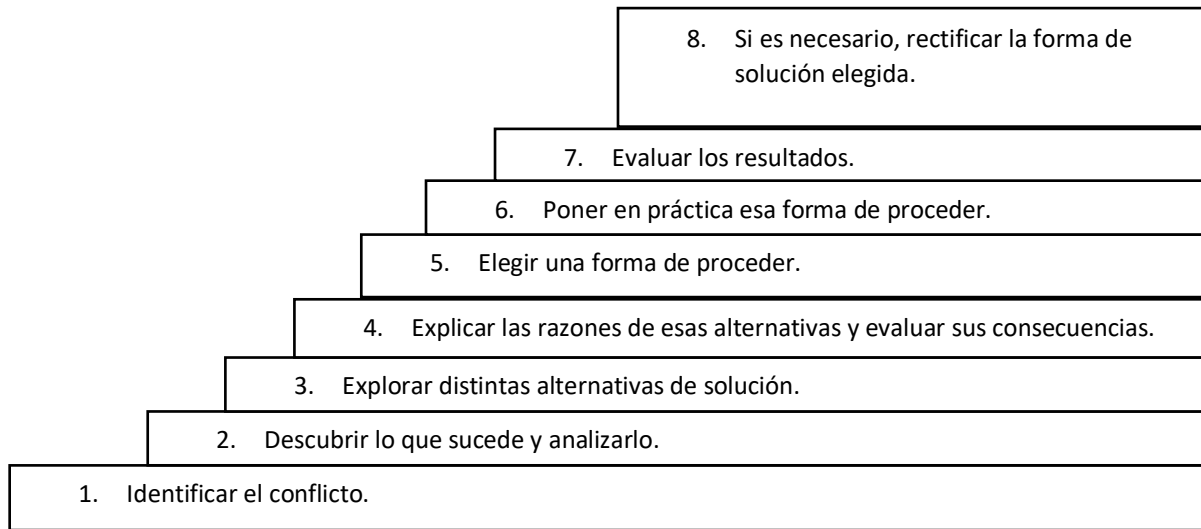 8. Si es necesario, rectificar la forma de
solución elegida.
7. Evaluar los resultados.
6. Poner en práctica esa forma de proceder.
5. Elegir una forma de proceder.
4. Explicar las razones de esas alternativas y evaluar sus consecuencias.
3. Explorar distintas alternativas de solución.
2. Descubrir lo que sucede y analizarlo.
1. Identificar el conflicto.